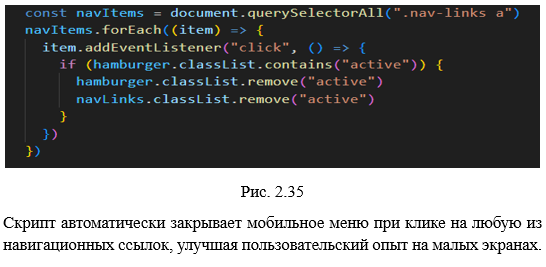 const navItems = document.querySelectorAll(".nav-links a")
navItems.forEach((item) => {
item.addEventListener("click", () => {
if (hamburger.classList.contains("active")) {
hamburger.classList.remove("active")
navLinks.classList.remove("active")
}
})
})
Рис. 2.35
Скрипт автоматически закрывает мобильное меню при клике на любую из
навигационных ссылок, улучшая пользовательский опыт на малых экранах.